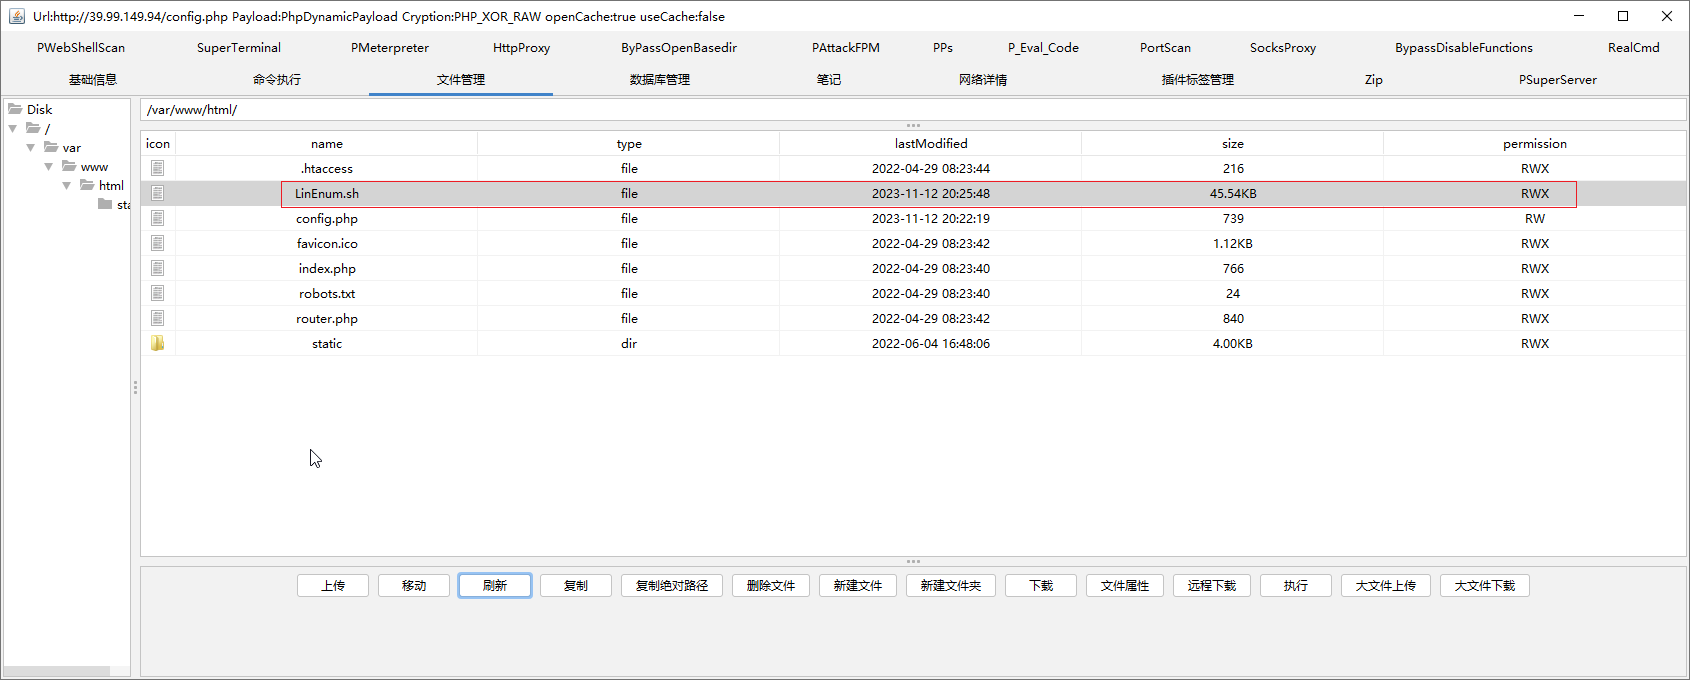 Url:http://39.99.149.94/config.php Payload:PhpDynamicPayload Cryption:PHP_XOR_RAW openCache:true useCache:false
PWebShellScan SuperTerminal PMeterpreter HttpProxy ByPassOpenBasedir PAttackFPM PPs P_Eval_Code PortScan SocksProxy BypassDisableFunctions RealCmd
基础信息 命令执行 文件管理 数据库管理 笔记 网络详情 插件标签管理 Zip PSuperServer
Disk
/
var
www
html
sta
/var/www/html/
icon name type lastModified size permission
.htaccess file 2022-04-29 08:23:44 216 RWX
LinEnum.sh file 2023-11-12 20:25:48 45.54KB RWX
config.php file 2023-11-12 20:22:19 739 RW
favicon.ico file 2022-04-29 08:23:42 1.12KB RWX
index.php file 2022-04-29 08:23:40 766 RWX
robots.txt file 2022-04-29 08:23:40 24 RWX
router.php file 2022-04-29 08:23:42 840 RWX
static dir 2022-06-04 16:48:06 4.00KB RWX
上传 移动 刷新 复制 复制绝对路径 删除文件 新建文件 新建文件夹 下载 文件属性 远程下载 执行 大文件上传 大文件下载